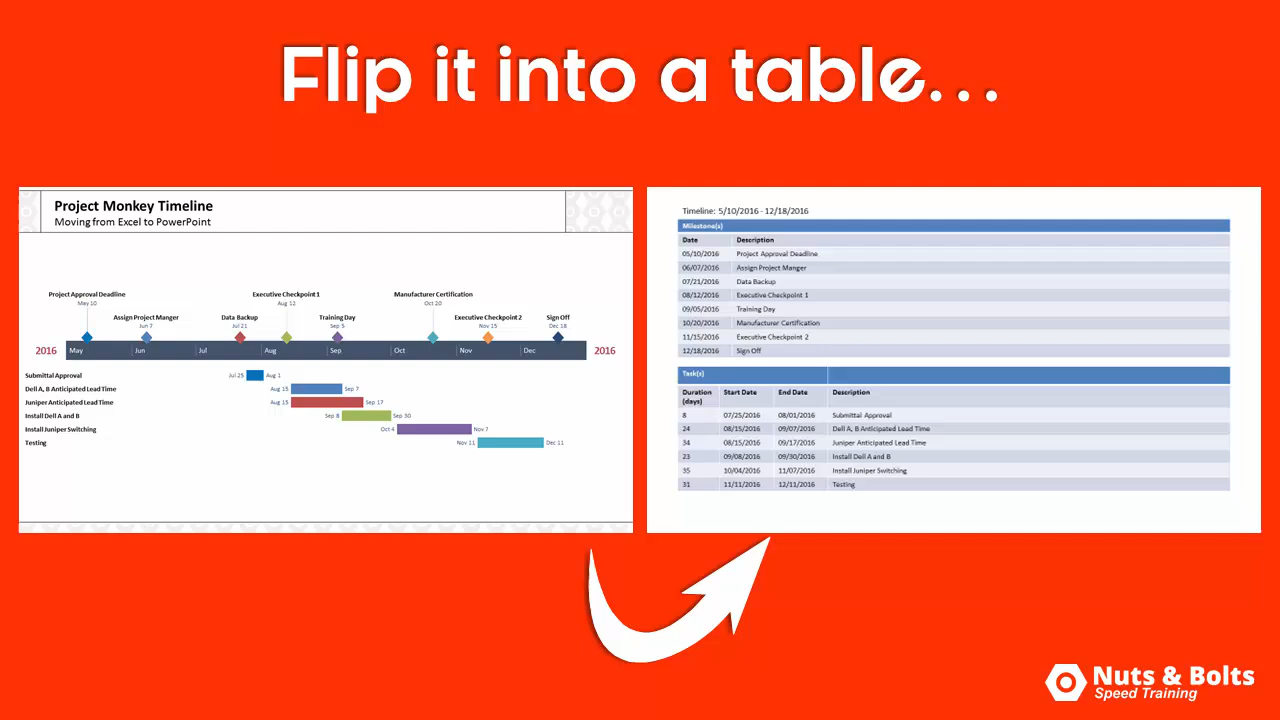 Flip it into a table...
Project Monkey Timeline
Moving from Excel to PowerPoint
Project Approval Deadline
May 10
Executive Checkpoint 1
Aug 12
Manufacturer Certification
Oct 20
Assign Project Manger
Jun 7
Data Backup
Jul 21
Training Day
Sep 5
Executive Checkpoint 2
Nov 15
Sign Off
Dec 18
2016 May Jun Jul Aug Sep Oct Nov Dec 2016
Submittal Approval Jul 25 Aug 1
Dell A, B Anticipated Lead Time Aug 15 Sep 7
Juniper Anticipated Lead Time Aug 15 Sep 17
Install Dell A and B Sep 8 Sep 30
Install Juniper Switching Oct 4 Nov 7
Testing Nov 11 Dec 11
Timeline: 5/10/2016 - 12/18/2016
Milestone(s)
Date Description
05/10/2016 Project Approval Deadline
06/07/2016 Assign Project Manger
07/21/2016 Data Backup
08/12/2016 Executive Checkpoint 1
09/05/2016 Training Day
10/20/2016 Manufacturer Certification
11/15/2016 Executive Checkpoint 2
12/18/2016 Sign Off
Task(s)
Duration (days) Start Date End Date Description
8 07/25/2016 08/01/2016 Submittal Approval
24 08/15/2016 09/07/2016 Dell A, B Anticipated Lead Time
34 08/15/2016 09/17/2016 Juniper Anticipated Lead Time
23 09/08/2016 09/30/2016 Install Dell A and B
35 10/04/2016 11/07/2016 Install Juniper Switching
31 11/11/2016 12/11/2016 Testing
Nuts & Bolts
Speed Training